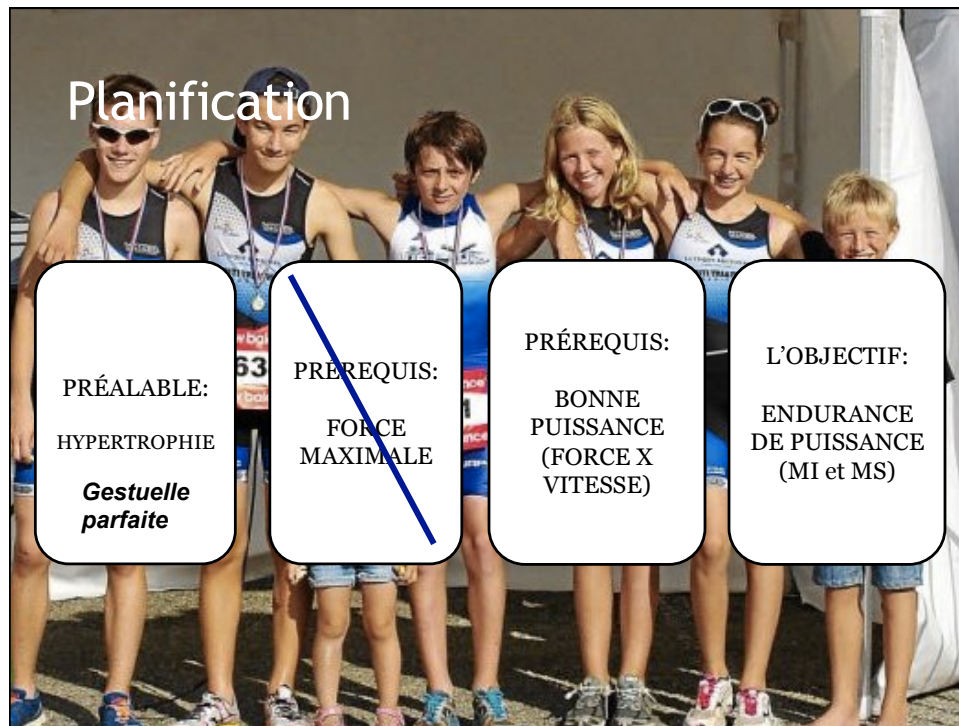 Planification
PRÉALABLE:
HYPERTROPHIE
Gestuelle
parfaite
PRÉREQUIS:
FORCE
MAXIMALE
PRÉREQUIS:
BONNE
PUISSANCE
(FORCE X
VITESSE)
L’OBJECTIF:
ENDURANCE
DE PUISSANCE
(MI et MS)
63